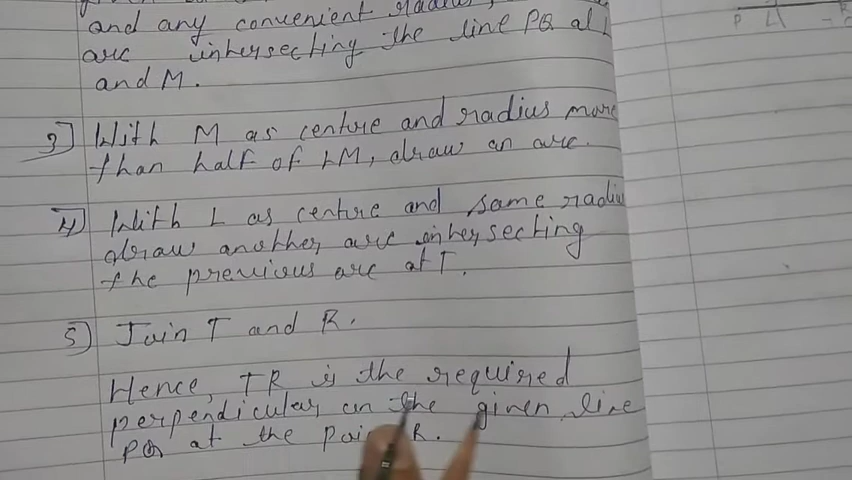 and any convenient radius,
arc intersecting the line PQ at L
and M.
3] With M as centre and radius more
than half of LM, draw an arc.
4] With L as centre and same radiu
draw another arc intersecting
the previous arc at T.
5] Join T and R.
Hence, TR is the required
perpendicular on the given line
PQ at the R.
P L